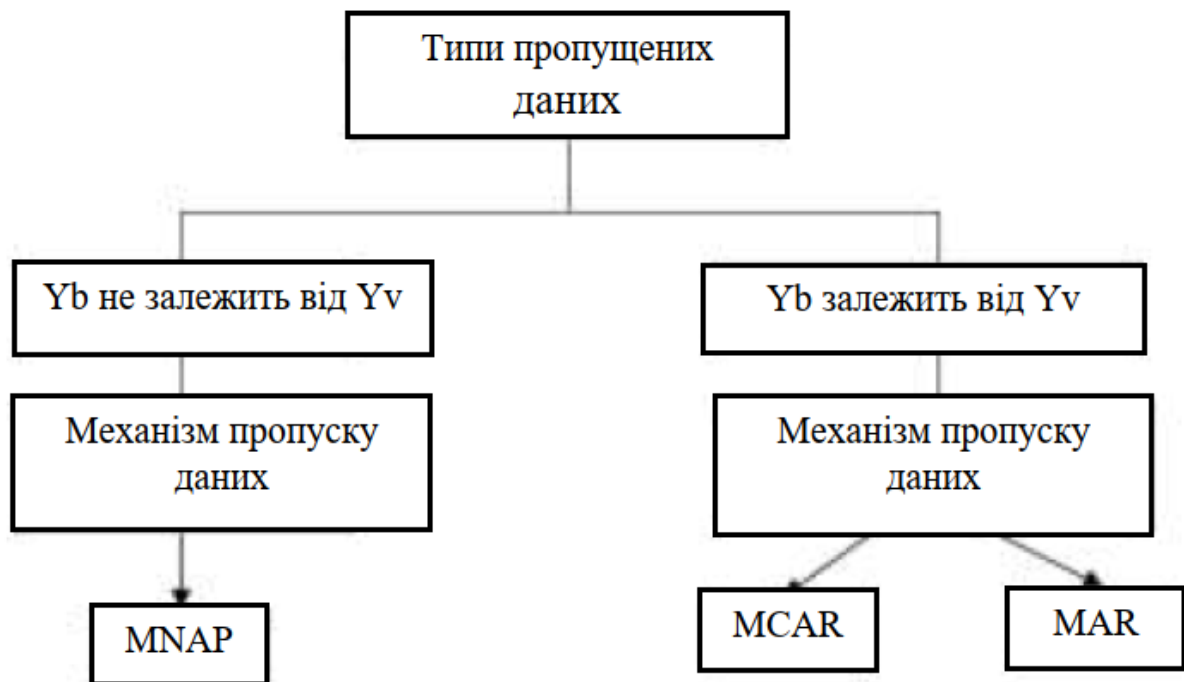 Типи пропущених
даних
Yb не залежить від Yv
Yb залежить від Yv
Механізм пропуску
даних
Механізм пропуску
даних
MNAP
MCAR
MAR